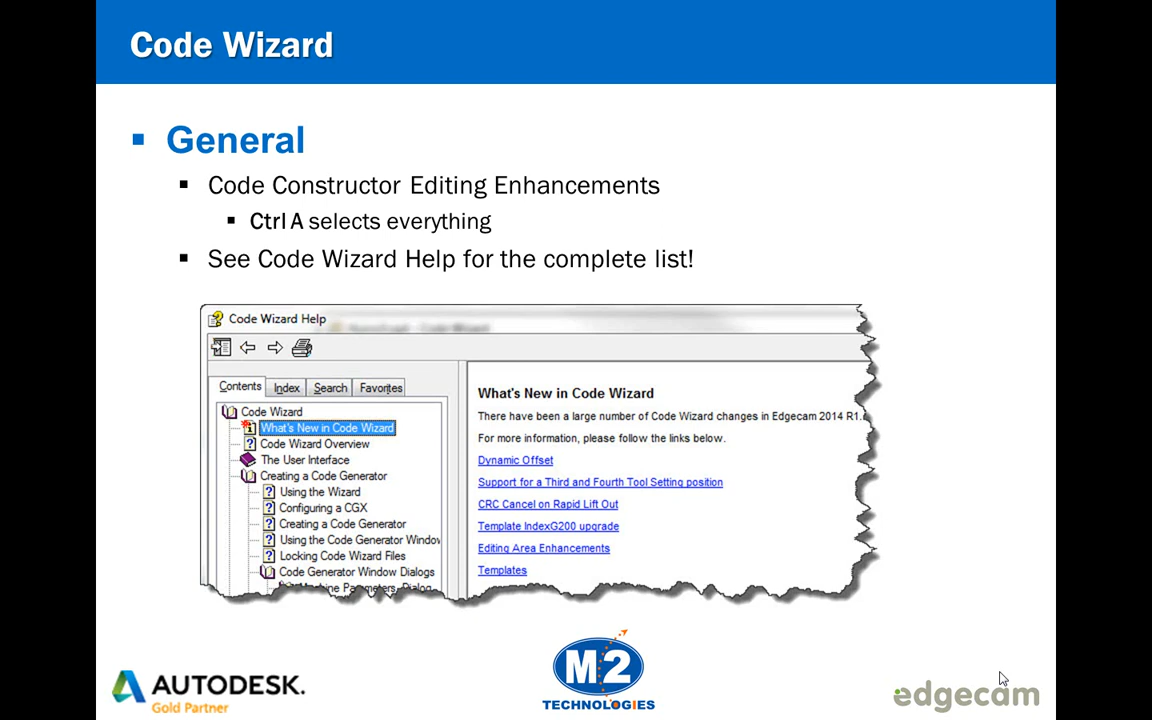 Code Wizard
General
Code Constructor Editing Enhancements
Ctrl A selects everything
See Code Wizard Help for the complete list!
Code Wizard Help
Contents Index Search Favorites
Code Wizard
What's New in Code Wizard
Code Wizard Overview
The User Interface
Creating a Code Generator
Using the Wizard
Configuring a CGX
Creating a Code Generator
Using the Code Generator Window
Locking Code Wizard Files
Code Generator Window Dialogs
What's New in Code Wizard
There have been a large number of Code Wizard changes in Edgecam 2014 R1.
For more information, please follow the links below.
Dynamic Offset
Support for a Third and Fourth Tool Setting position
CRC Cancel on Rapid Lift Out
Template IndexG200 upgrade
Editing Area Enhancements
Templates
AUTODESK.
Gold Partner
M2
TECHNOLOGIES
edgecam